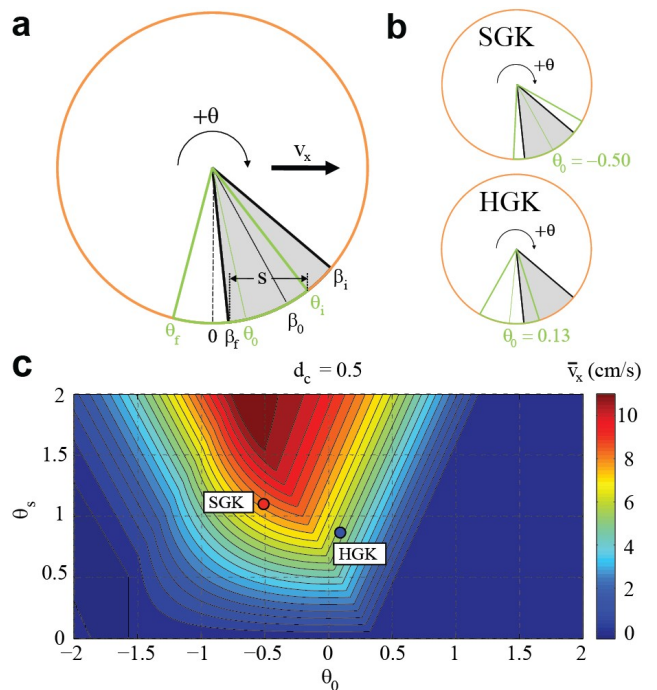 a
+θ
v_x
s
θ_f
0
β_f
θ_0
β_0
θ_i
β_i
b
SGK
+θ
θ_0 = −0.50
HGK
+θ
θ_0 = 0.13
c
d_c = 0.5
v̅_x (cm/s)
2
1.5
1
0.5
0
θ_s
SGK
HGK
−2
−1.5
−1
−0.5
0
0.5
1
1.5
2
θ_0
10
8
6
4
2
0